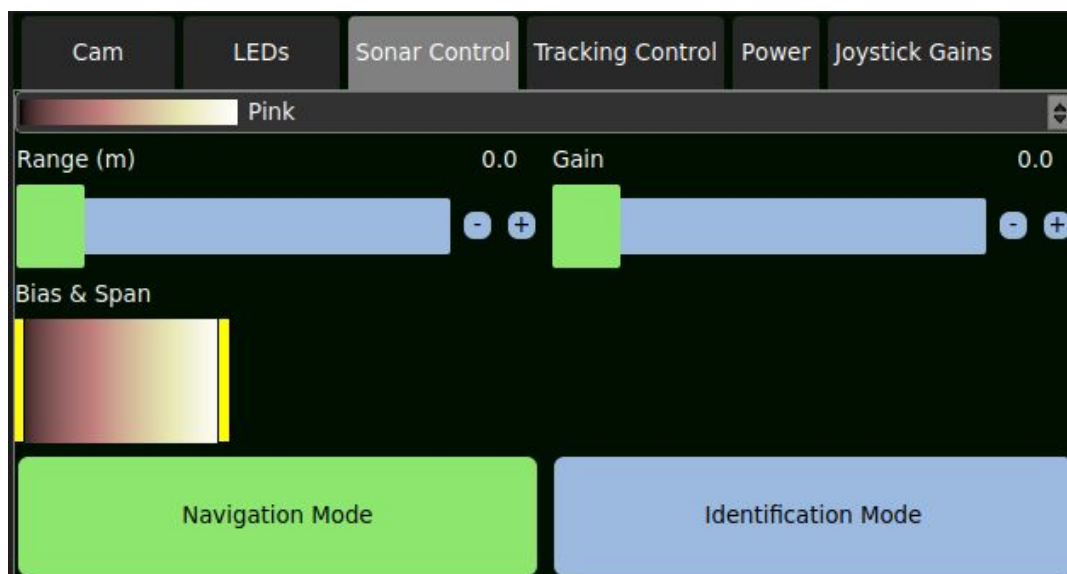 Cam LEDs Sonar Control Tracking Control Power Joystick Gains
Pink
Range (m) 0.0 Gain 0.0
- + - +
Bias & Span
Navigation Mode Identification Mode